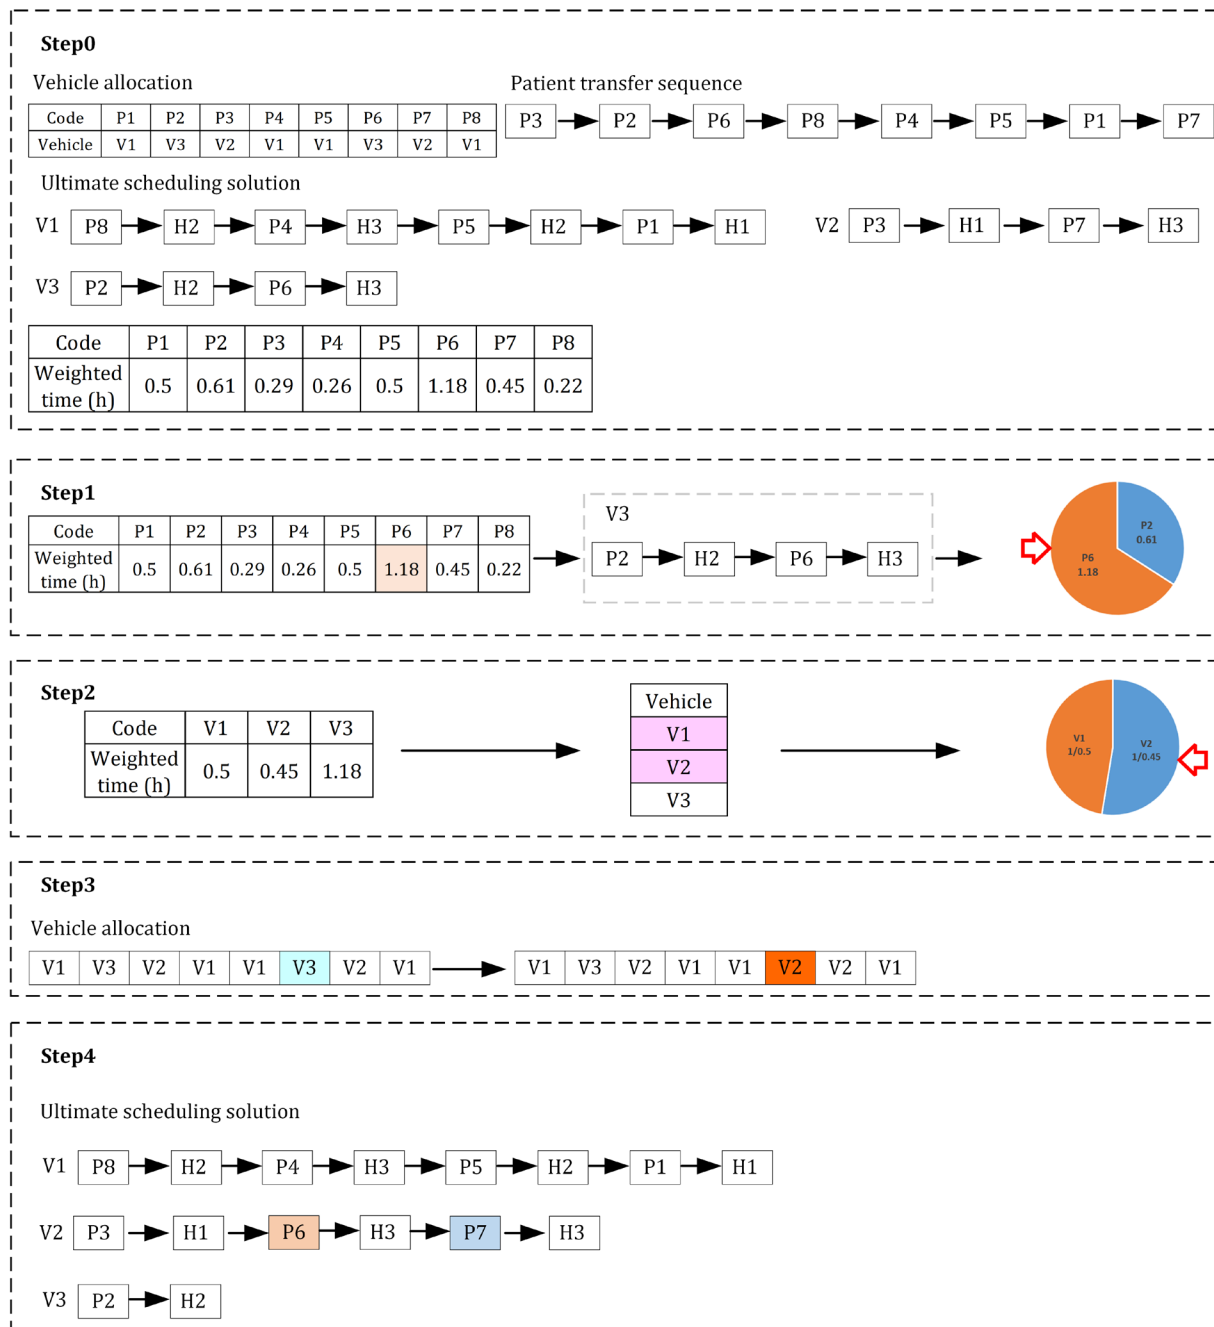 Step0
Vehicle allocation
Patient transfer sequence
Code P1 P2 P3 P4 P5 P6 P7 P8
Vehicle V1 V3 V2 V1 V1 V3 V2 V1
P3 P2 P6 P8 P4 P5 P1 P7
Ultimate scheduling solution
V1 P8 H2 P4 H3 P5 H2 P1 H1
V2 P3 H1 P7 H3
V3 P2 H2 P6 H3
Code P1 P2 P3 P4 P5 P6 P7 P8
Weighted
time (h) 0.5 0.61 0.29 0.26 0.5 1.18 0.45 0.22
Step1
Code P1 P2 P3 P4 P5 P6 P7 P8
Weighted
time (h) 0.5 0.61 0.29 0.26 0.5 1.18 0.45 0.22
V3
P2 H2 P6 H3
P2
0.61
P6
1.18
Step2
Code V1 V2 V3
Weighted
time (h) 0.5 0.45 1.18
Vehicle
V1
V2
V3
V1
1/0.5
V2
1/0.45
Step3
Vehicle allocation
V1 V3 V2 V1 V1 V3 V2 V1
V1 V3 V2 V1 V1 V2 V2 V1
Step4
Ultimate scheduling solution
V1 P8 H2 P4 H3 P5 H2 P1 H1
V2 P3 H1 P6 H3 P7 H3
V3 P2 H2